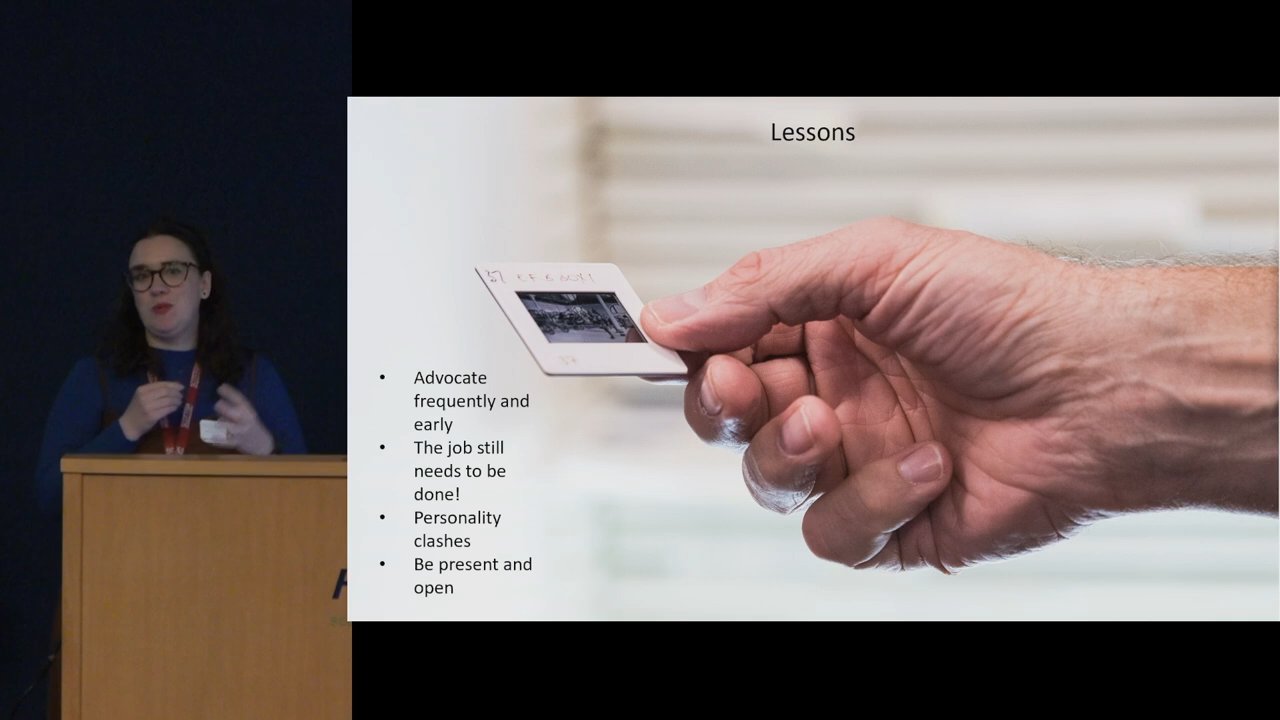 Lessons
• Advocate
frequently and
early
• The job still
needs to be
done!
• Personality
clashes
• Be present and
open